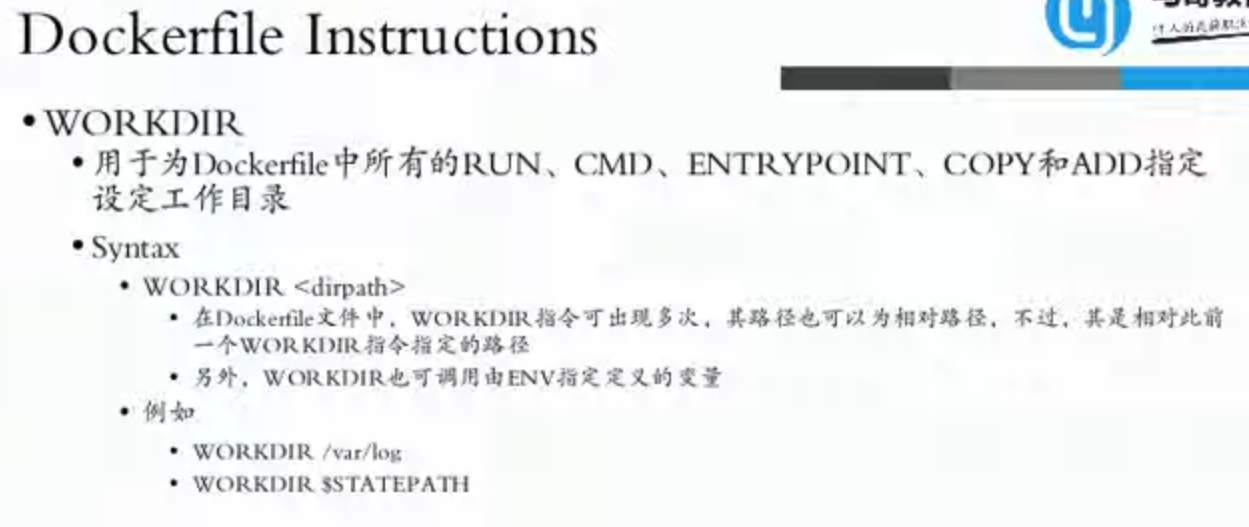 Dockerfile Instructions
• WORKDIR
• 用于为Dockerfile中所有的RUN、CMD、ENTRYPOINT、COPY和ADD指定
设定工作目录
• Syntax
• WORKDIR <dirpath>
• 在Dockerfile文件中，WORKDIR指令可出现多次，其路径也可以为相对路径，不过，其是相对此前
一个WORKDIR指令指定的路径
• 另外，WORKDIR也可调用由ENV指定定义的变量
• 例如
• WORKDIR /var/log
• WORKDIR $STATEPATH